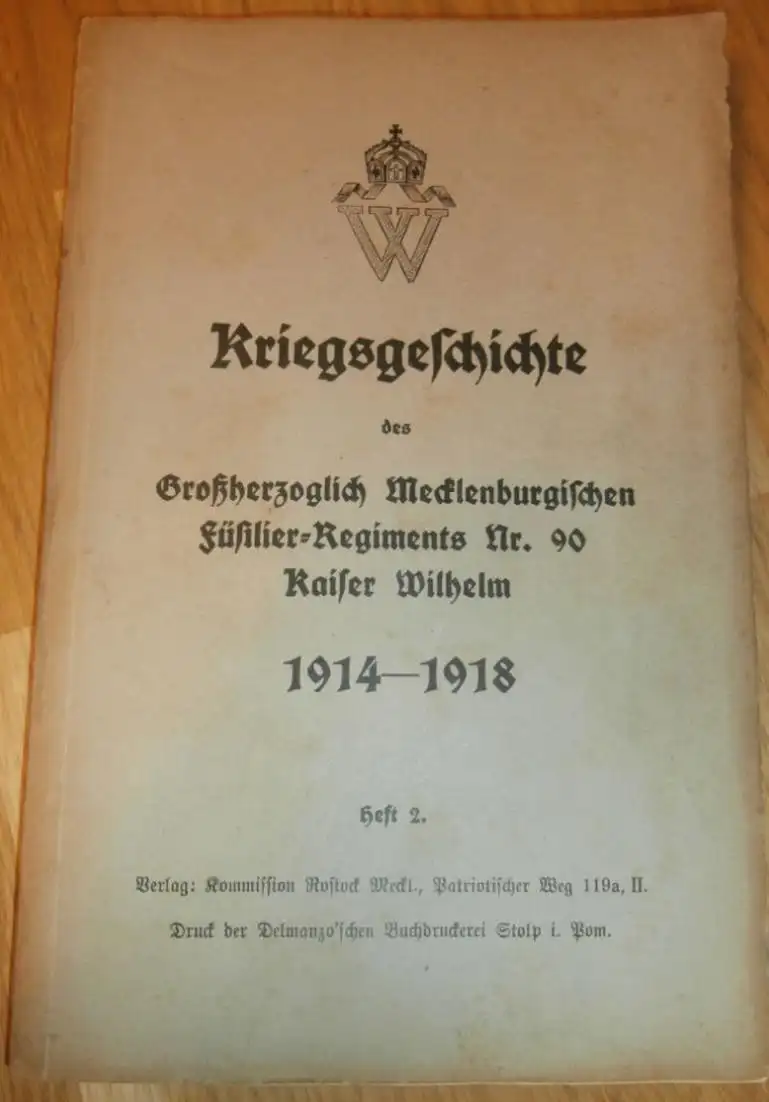 W
Kriegsgeschichte
des
Großherzoglich Mecklenburgischen
Füsilier-Regiments Nr. 90
Kaiser Wilhelm
1914—1918
Heft 2.
Verlag: Kommission Rostock Meckl., Patriotischer Weg 119a, II.
Druck der Delmanzo'schen Buchdruckerei Stolp i. Pom.